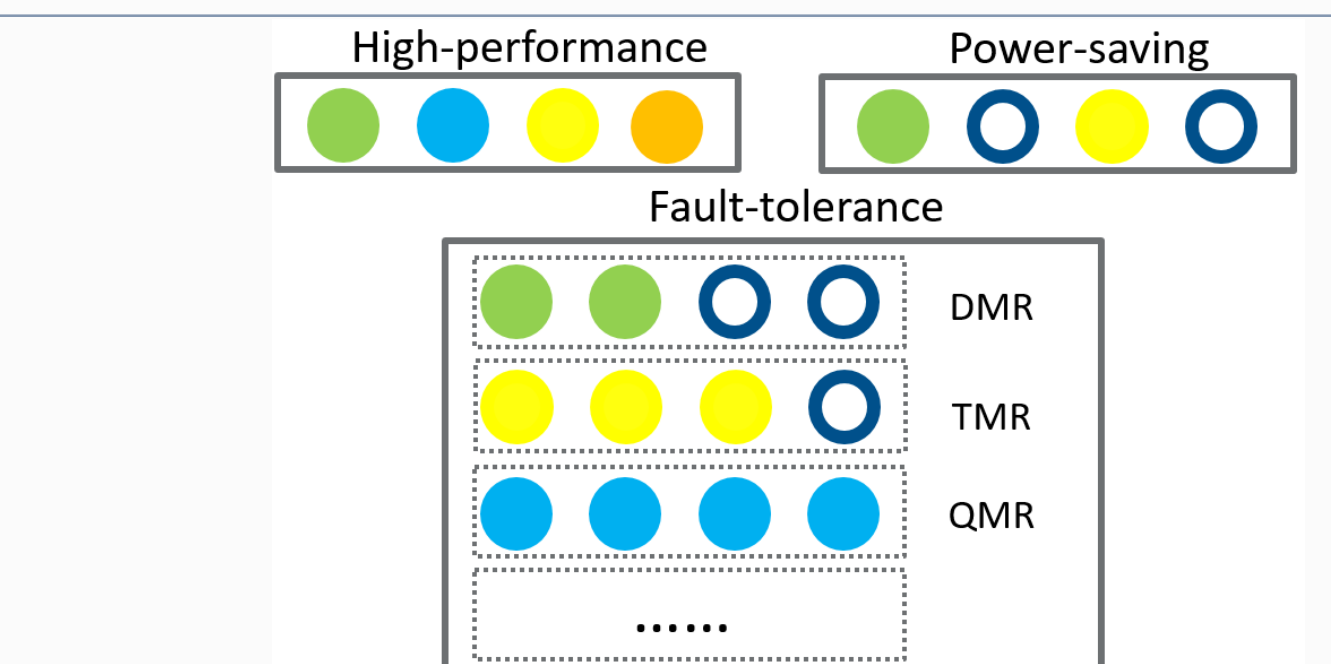 High-performance
Power-saving
Fault-tolerance
DMR
TMR
QMR
......